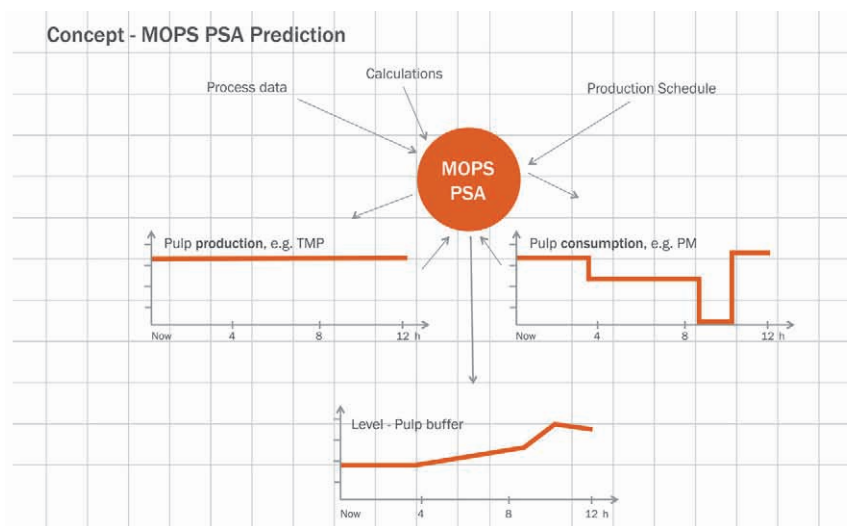 Concept - MOPS PSA Prediction
Calculations
Process data
Production Schedule
MOPS
PSA
Pulp production, e.g. TMP
Now 4 8 12 h
Pulp consumption, e.g. PM
4 8 12 h
Level - Pulp buffer
Now 4 8 12 h